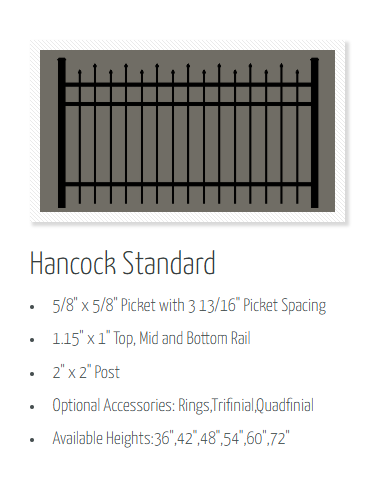 Hancock Standard
• 5/8" x 5/8" Picket with 3 13/16" Picket Spacing
• 1.15" x 1" Top, Mid and Bottom Rail
• 2" x 2" Post
• Optional Accessories: Rings,Trifinial,Quadfinial
• Available Heights:36",42",48",54",60",72"